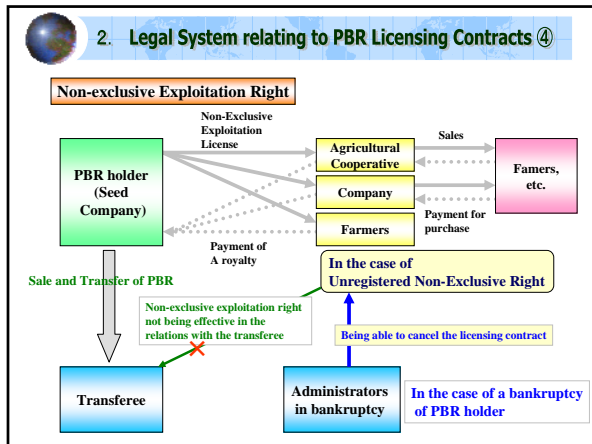 2. Legal System relating to PBR Licensing Contracts ④
Non-exclusive Exploitation Right
Non-Exclusive
Exploitation
License
PBR holder
(Seed
Company)
Agricultural
Cooperative
Company
Farmers
Sales
Famers,
etc.
Payment for
purchase
Payment of
A royalty
Sale and Transfer of PBR
In the case of
Unregistered Non-Exclusive Right
Non-exclusive exploitation right
not being effective in the
relations with the transferee
Being able to cancel the licensing contract
Transferee
Administrators
in bankruptcy
In the case of a bankruptcy
of PBR holder